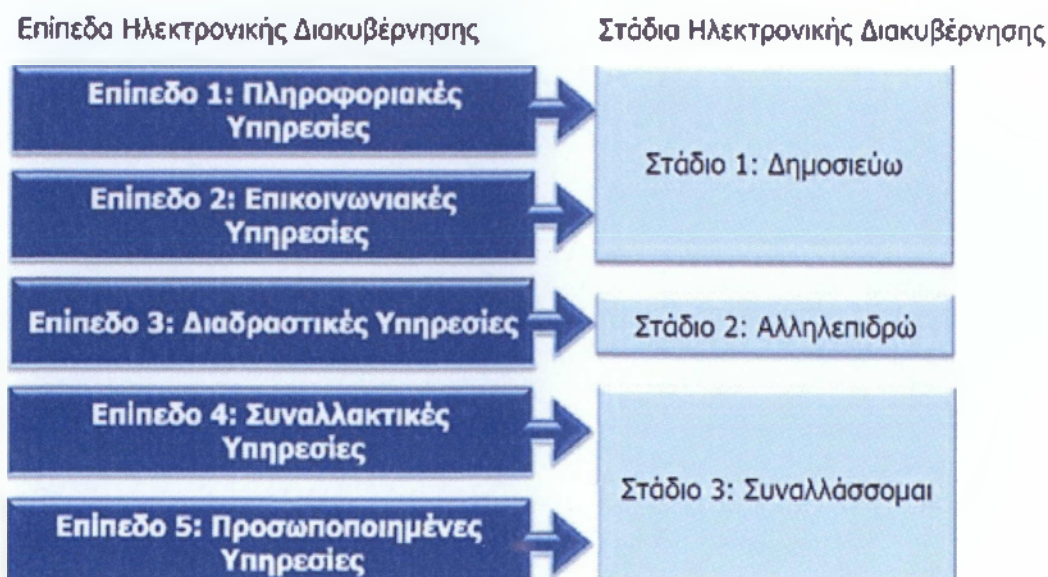 Επίπεδα Ηλεκτρονικής Διακυβέρνησης
Στάδια Ηλεκτρονικής Διακυβέρνησης
Επίπεδο 1: Πληροφοριακές
Υπηρεσίες
Επίπεδο 2: Επικοινωνιακές
Υπηρεσίες
Στάδιο 1: Δημοσιεύω
Επίπεδο 3: Διαδραστικές Υπηρεσίες
Στάδιο 2: Αλληλεπιδρώ
Επίπεδο 4: Συναλλακτικές
Υπηρεσίες
Επίπεδο 5: Προσωποποιημένες
Υπηρεσίες
Στάδιο 3: Συναλλάσσομαι